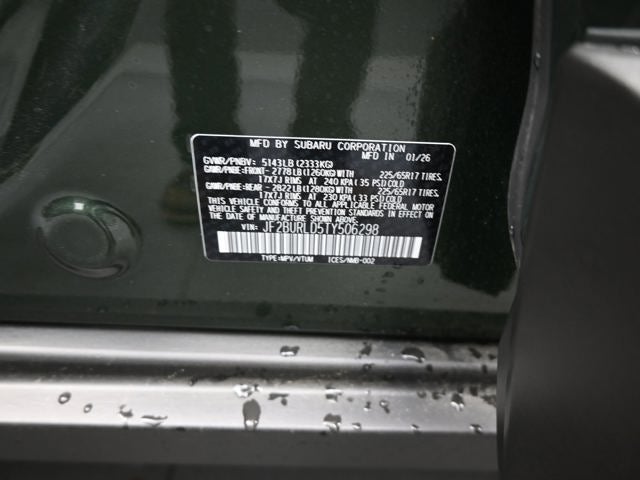 MFD BY SUBARU CORPORATION
MFD IN 01/26
GVWR/PNBV: 5143LB (2333KG)
GAWR/PNBE:FRONT- 2778LB (1260KG)WITH 225/65R17 TIRES.
17X7J RIMS AT 240 KPA (35 PSI)COLD
GAWR/PNBE:REAR - 2822LB (1280KG)WITH 225/65R17 TIRES.
17X7J RIMS AT 230 KPA (33 PSI)COLD
THIS VEHICLE CONFORMS TO ALL APPLICABLE FEDERAL MOTOR
VEHICLE SAFETY AND THEFT PREVENTION STANDARDS IN EFFECT
ON THE DATE OF MANUFACTURE SHOWN ABOVE.
VIN: JF2BURLD5TY506298
TYPE:MPV/VTUM ICES/NMB-002